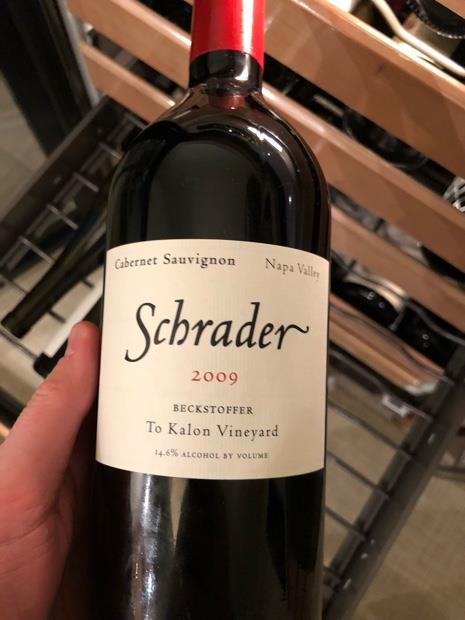 Cabernet Sauvignon Napa Valley
Schrader
2009
BECKSTOFFER
To Kalon Vineyard
14.6% ALCOHOL BY VOLUME